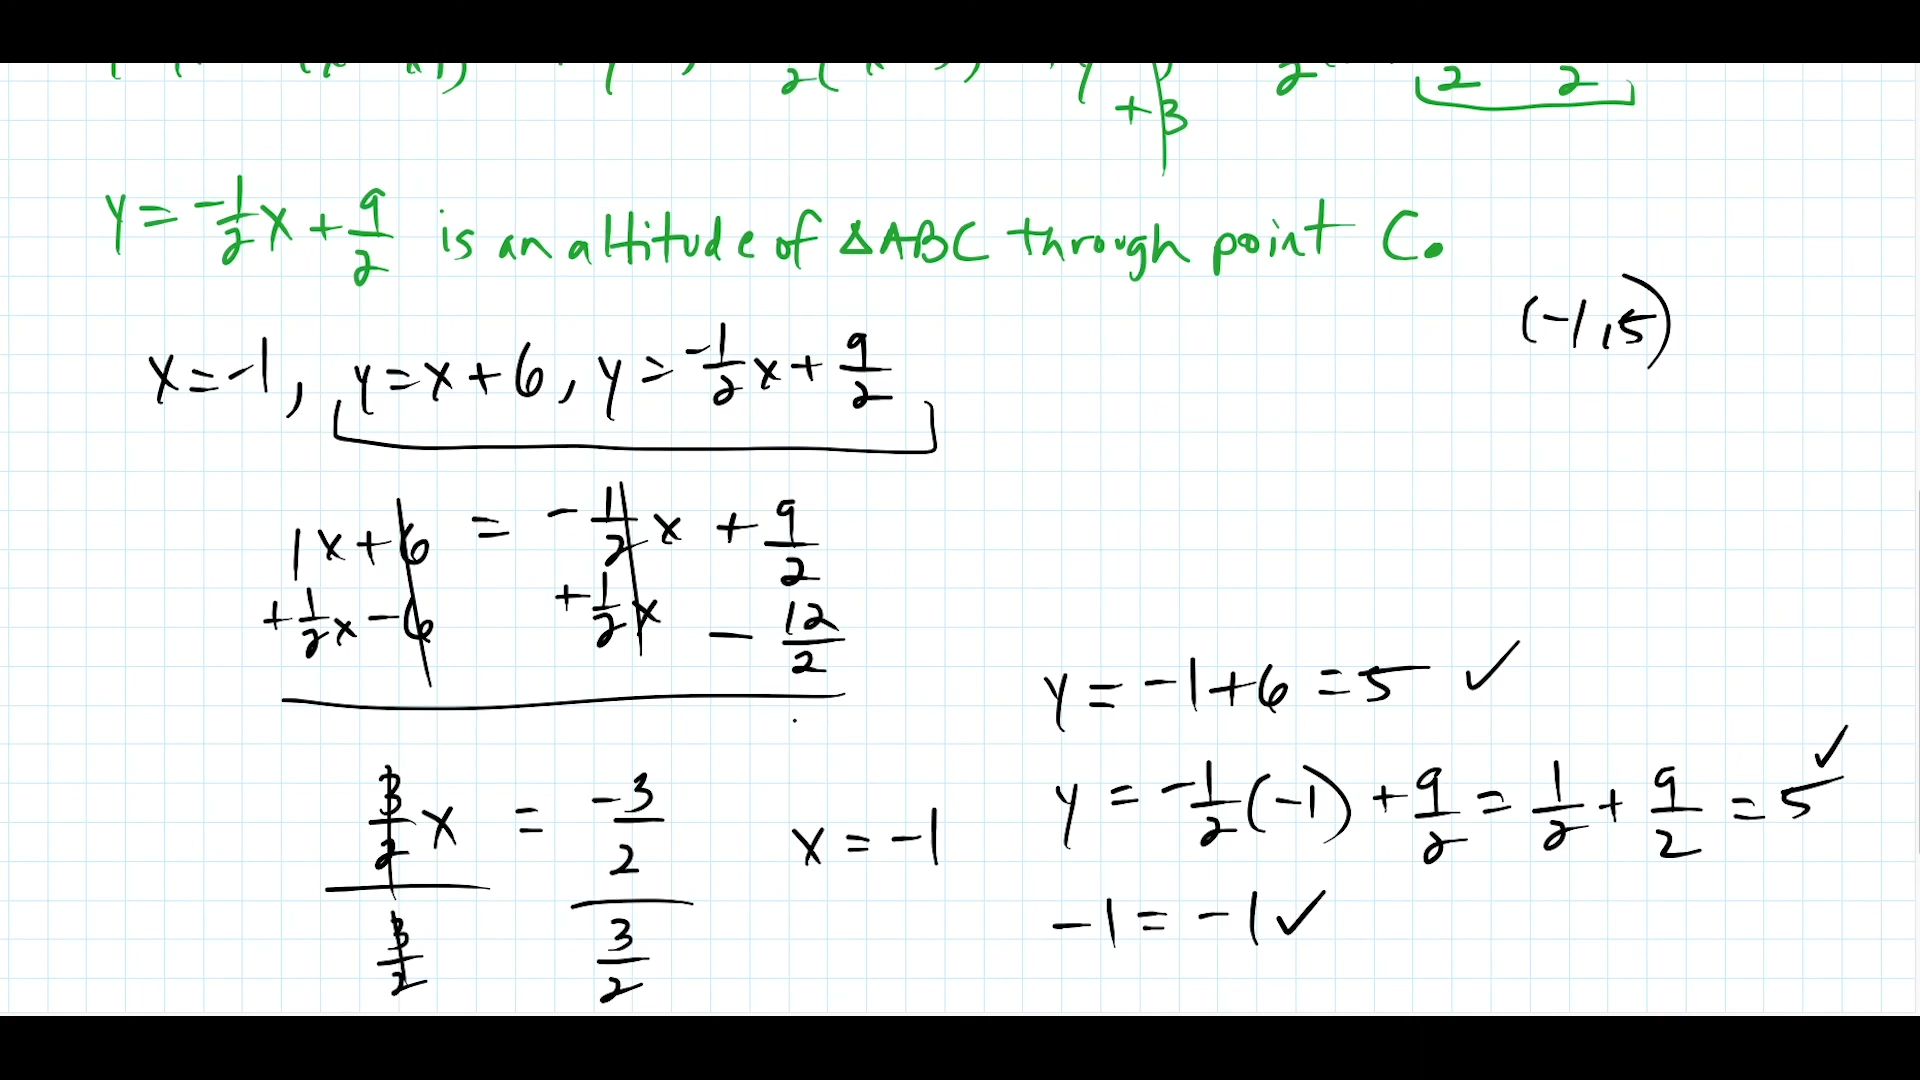 +3
y = -1/2 x + 9/2 is an altitude of △ABC through point C.
(-1, 5)
x = -1, y = x + 6, y = -1/2 x + 9/2
1x + 6 = -1/2 x + 9/2
+ 1/2 x - 6 + 1/2 x - 12/2
3/2 x = -3/2 x = -1
3/2 3/2
y = -1 + 6 = 5 ✓
y = -1/2 (-1) + 9/2 = 1/2 + 9/2 = 5 ✓
-1 = -1 ✓